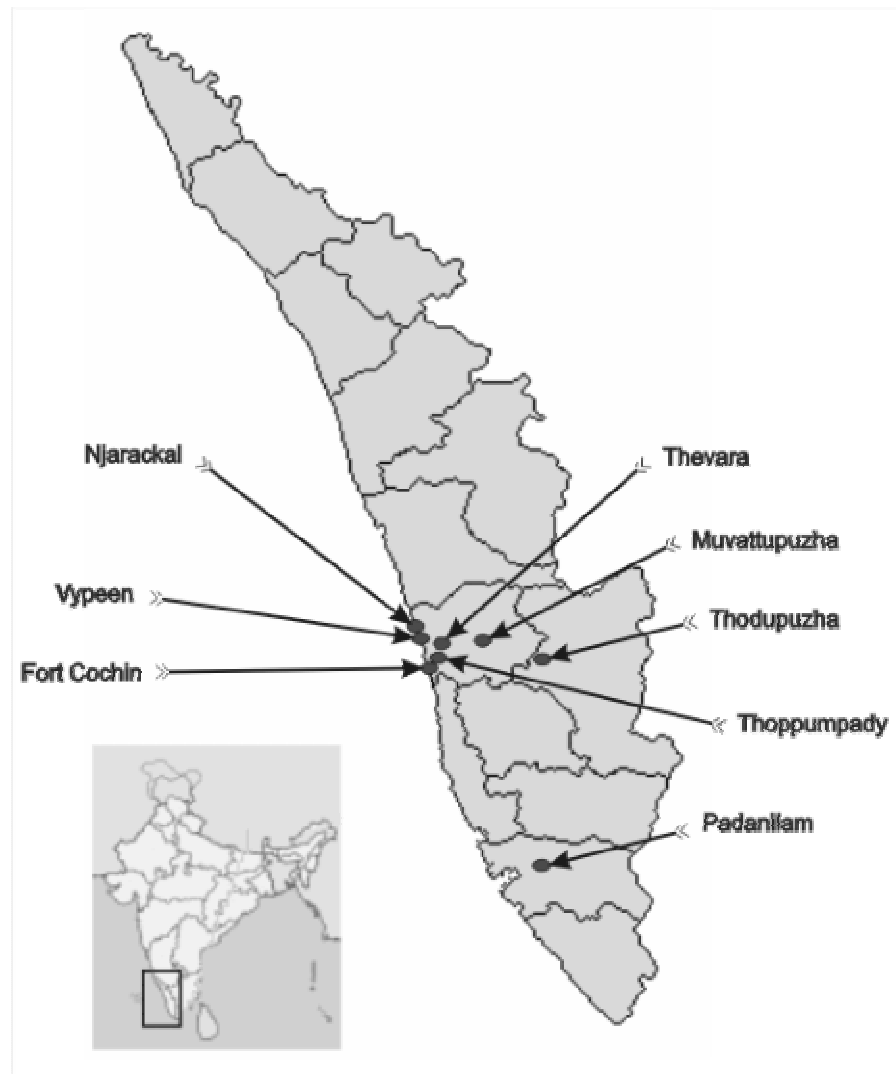 Njarackal
Thevara
Muvattupuzha
Vypeen
Thodupuzha
Fort Cochin
Thoppumpady
Padanilam